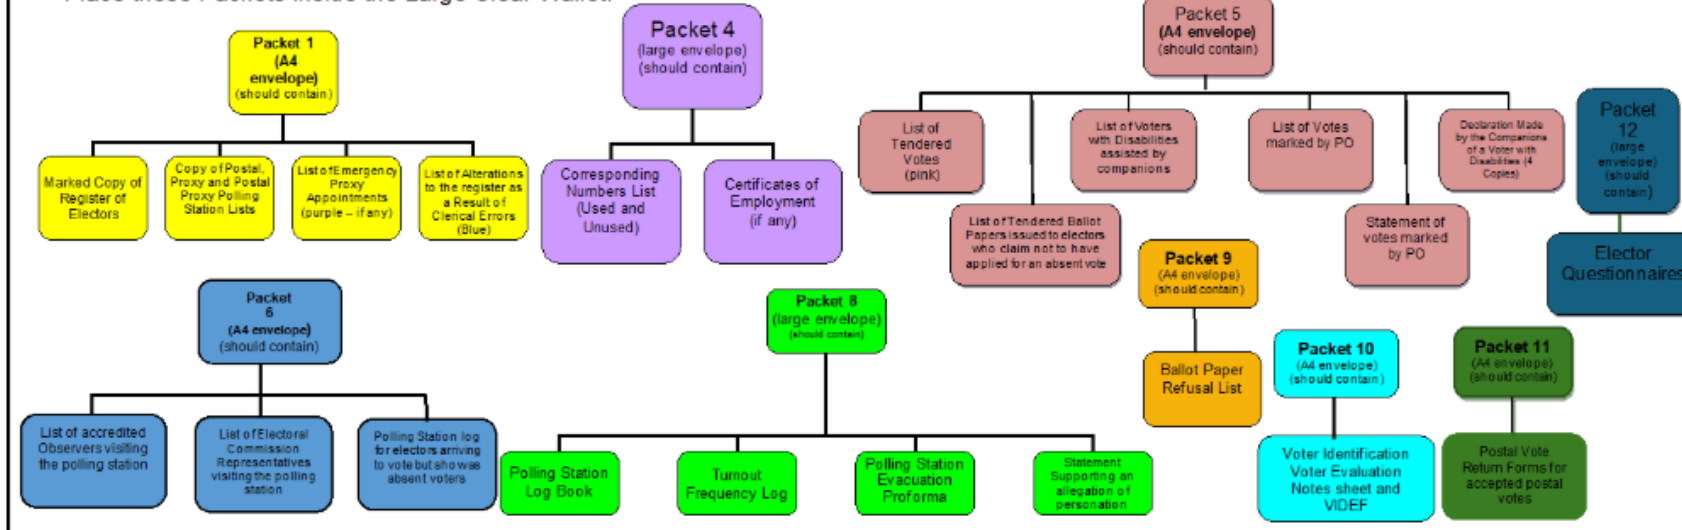 Place these Packets inside the Large Clear Wallet.
Packet 1
(A4
envelope)
(should contain)
Marked Copy of
Register of
Electors
Copy of Postal,
Proxy and Postal
Proxy Polling
Station Lists
List of Emergency
Proxy
Appointments
(purple – if any)
List of Alterations
to the register as
a Result of
Clerical Errors
(Blue)
Packet 4
(large envelope)
(should contain)
Corresponding
Numbers List
(Used and
Unused)
Certificates of
Employment
(if any)
Packet 5
(A4 envelope)
(should contain)
List of
Tendered
Votes
(pink)
List of Tendered Ballot
Papers issued to electors
who claim not to have
applied for an absent vote
List of Voters
with Disabilities
assisted by
companions
List of Votes
marked by PO
Statement of
votes marked
by PO
Declaration Made
by the Companions
of a Voter with
Disabilities (4
Copies)
Packet
12
(large
envelope)
(should
contain)
Elector
Questionnaires
Packet
6
(A4 envelope)
(should contain)
List of accredited
Observers visiting
the polling station
List of Electoral
Commission
Representatives
visiting the polling
station
Polling Station log
for electors arriving
to vote but sho was
absent voters
Packet 8
(large envelope)
(should contain)
Polling Station
Log Book
Turnout
Frequency Log
Polling Station
Evacuation
Proforma
Statement
Supporting an
allegation of
personation
Packet 9
(A4 envelope)
(should contain)
Ballot Paper
Refusal List
Packet 10
(A4 envelope)
(should contain)
Voter Identification
Voter Evaluation
Notes sheet and
VIDEF
Packet 11
(A4 envelope)
(should contain)
Postal Vote
Return Forms for
accepted postal
votes